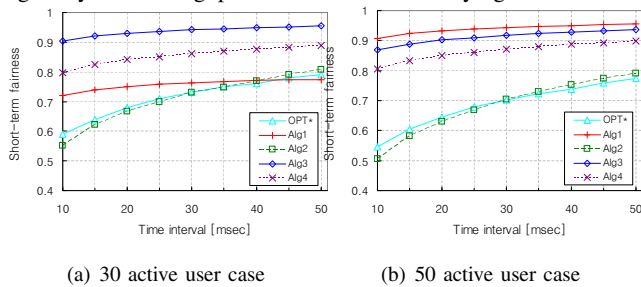 1
0.9
0.8
0.7
0.6
0.5
0.4
Short-term fairness
10
20
30
40
50
Time interval [msec]
OPT*
Alg1
Alg2
Alg3
Alg4
(a) 30 active user case
1
0.9
0.8
0.7
0.6
0.5
0.4
Short-term fairness
10
20
30
40
50
Time interval [msec]
OPT*
Alg1
Alg2
Alg3
Alg4
(b) 50 active user case